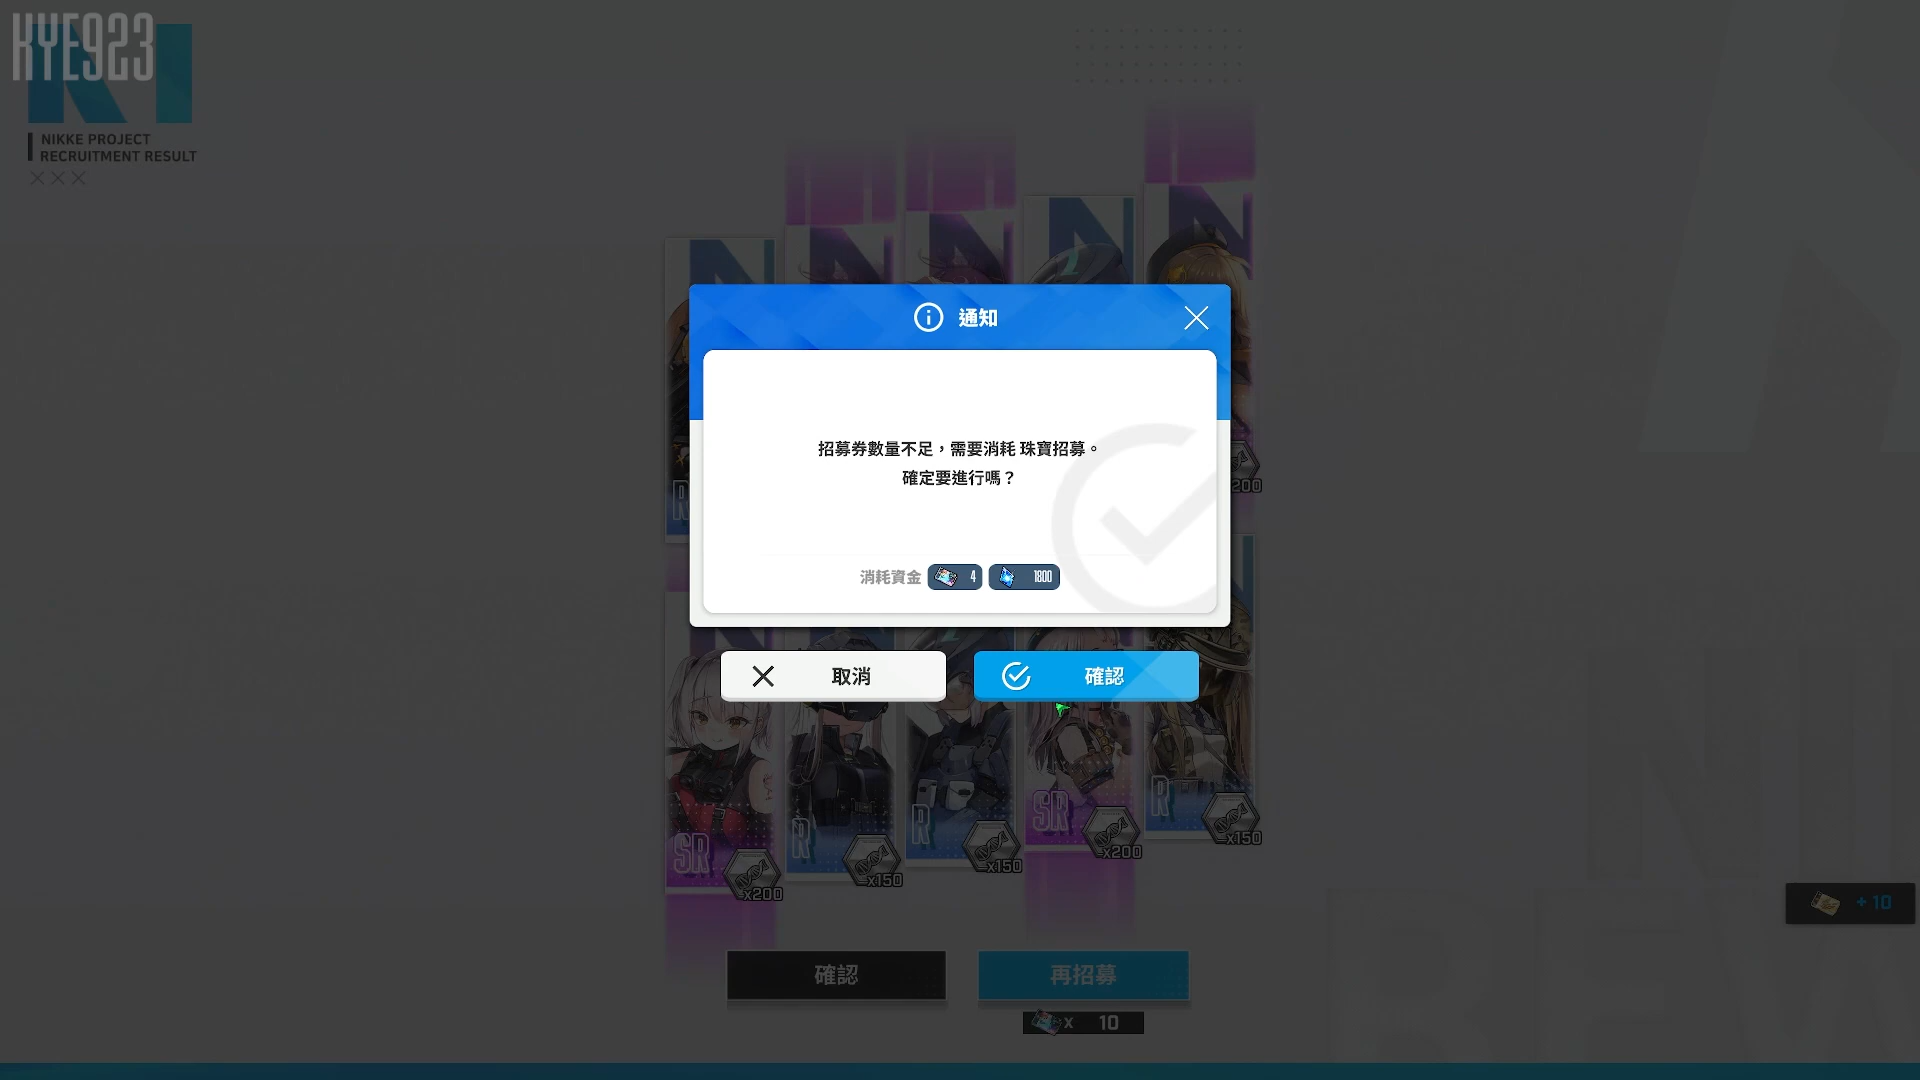 KYE923
NIKKE PROJECT
RECRUITMENT RESULT
通知
招募券數量不足，需要消耗 珠寶招募。
確定要進行嗎？
消耗資金 4 1800
取消 確認
R
x200
SR
x200
R
x150
R
x150
SR
x200
R
x150
+ 10
確認 再招募
x 10